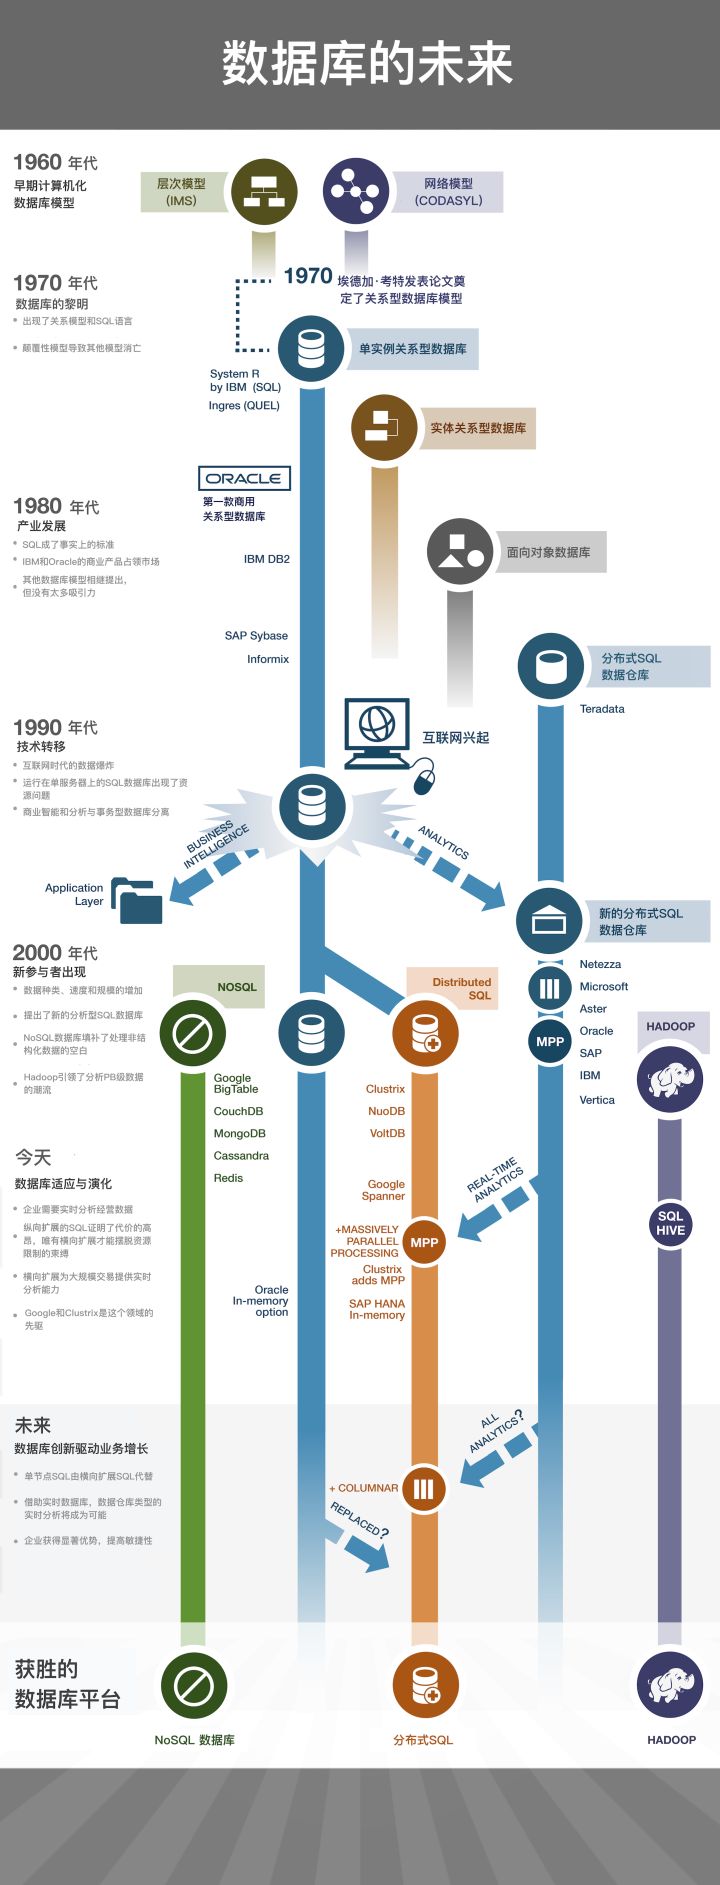 数据库的未来
1960 年代
早期计算机化
数据库模型
层次模型
(IMS)
网络模型
(CODASYL)
1970 年代
数据库的黎明
• 出现了关系模型和SQL语言
• 颠覆性模型导致其他模型消亡
1970 埃德加·考特发表论文奠
定了关系型数据库模型
单实例关系型数据库
System R
by IBM (SQL)
Ingres (QUEL)
实体关系型数据库
ORACLE
第一款商用
关系型数据库
1980 年代
产业发展
• SQL成了事实上的标准
• IBM和Oracle的商业产品占领市场
• 其他数据库模型相继提出，
但没有太多吸引力
IBM DB2
面向对象数据库
SAP Sybase
Informix
分布式SQL
数据仓库
Teradata
1990 年代
技术转移
• 互联网时代的数据爆炸
• 运行在单服务器上的SQL数据库出现了资
源问题
• 商业智能和分析与事务型数据库分离
互联网兴起
BUSINESS
INTELLIGENCE
ANALYTICS
Application
Layer
新的分布式SQL
数据仓库
2000 年代
新参与者出现
• 数据种类、速度和规模的增加
• 提出了新的分析型SQL数据库
• NoSQL数据库填补了处理非结
构化数据的空白
• Hadoop引领了分析PB级数据
的潮流
NOSQL
Distributed
SQL
Netezza
Microsoft
Aster
Oracle
SAP
IBM
Vertica
MPP
HADOOP
Google
BigTable
CouchDB
MongoDB
Cassandra
Redis
Clustrix
NuoDB
VoltDB
Google
Spanner
今天
数据库适应与演化
• 企业需要实时分析经营数据
• 纵向扩展的SQL证明了代价的高
昂，唯有横向扩展才能摆脱资源
限制的束缚
• 横向扩展为大规模交易提供实时
分析能力
• Google和Clustrix是这个领域的
先驱
REAL-TIME
ANALYTICS
SQL
HIVE
+MASSIVELY
PARALLEL
PROCESSING
MPP
Clustrix
adds MPP
SAP HANA
In-memory
Oracle
In-memory
option
未来
数据库创新驱动业务增长
• 单节点SQL由横向扩展SQL代替
• 借助实时数据库，数据仓库类型的
实时分析将成为可能
• 企业获得显著优势，提高敏捷性
ALL
ANALYTICS?
+ COLUMNAR
REPLACED?
获胜的
数据库平台
NoSQL 数据库
分布式SQL
HADOOP